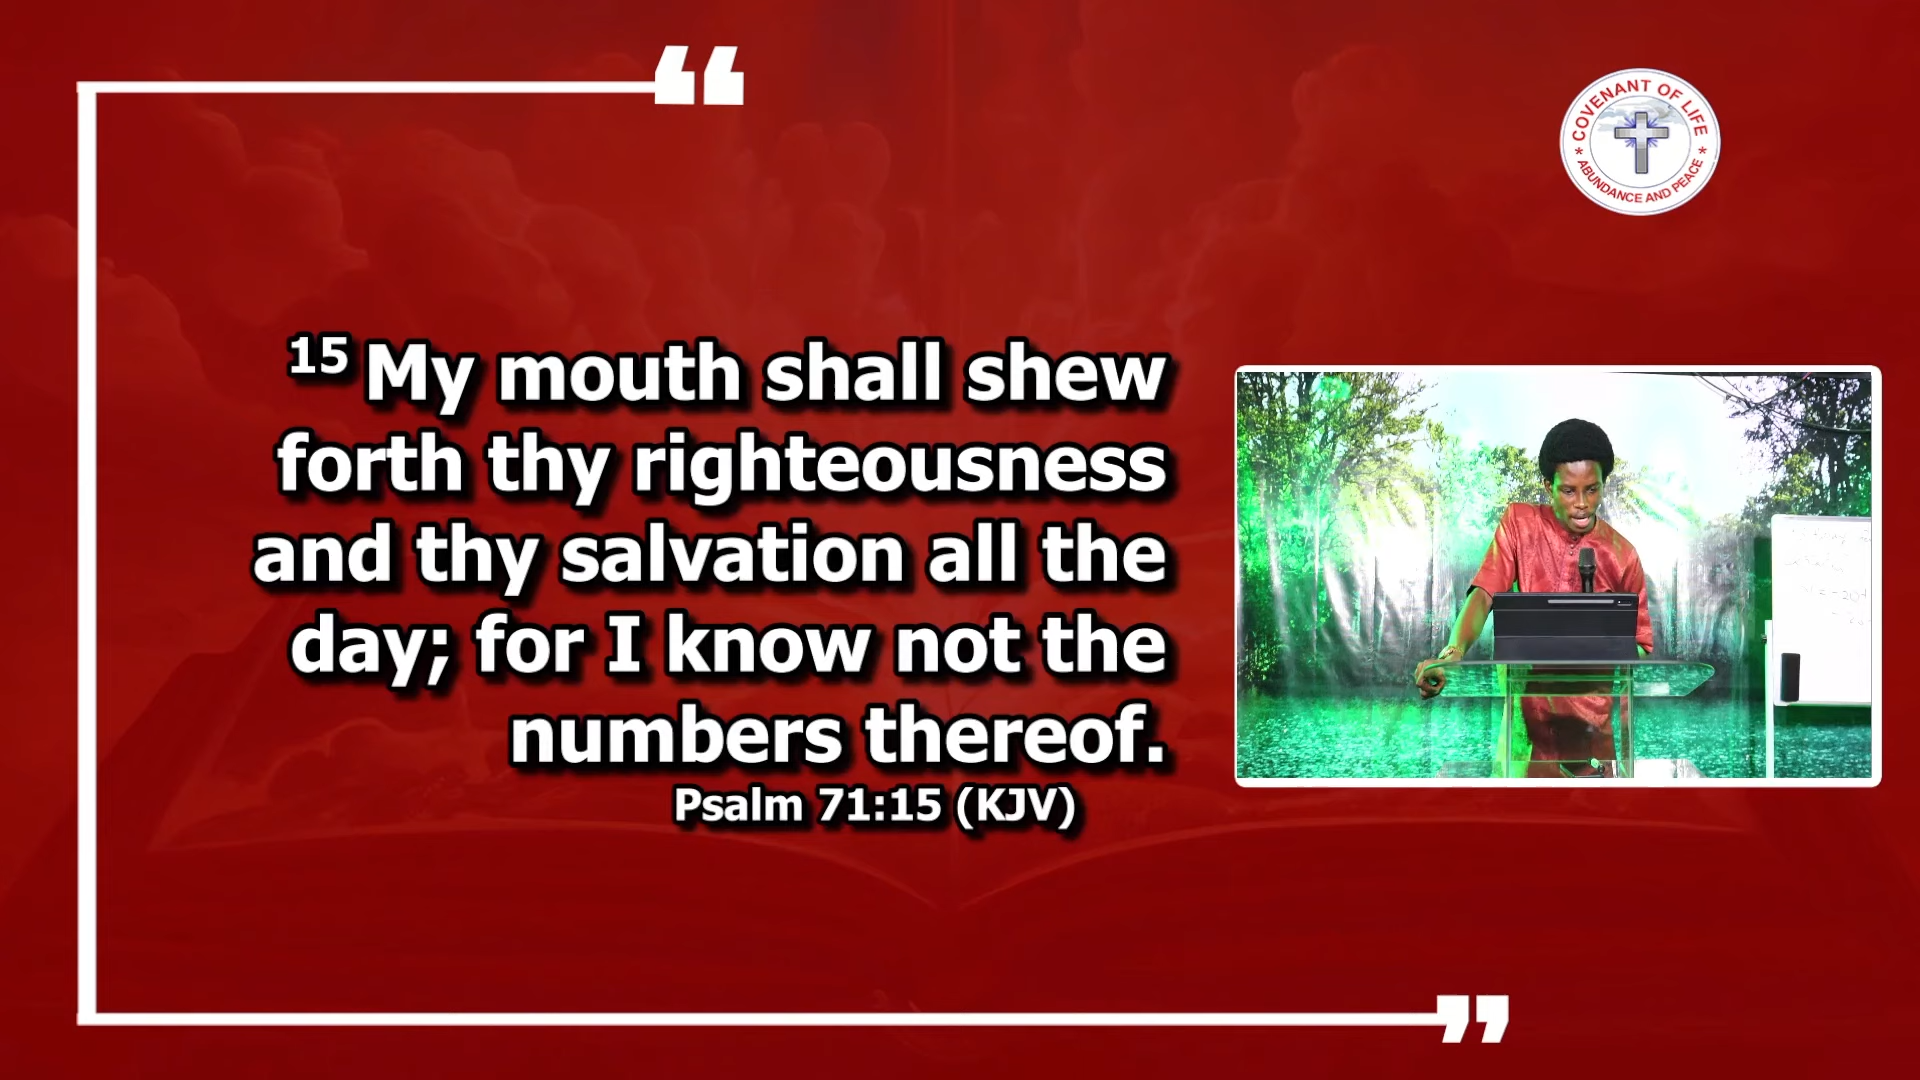 COVENANT OF LIFE
* ABUNDANCE AND PEACE *
15 My mouth shall shew
forth thy righteousness
and thy salvation all the
day; for I know not the
numbers thereof.
Psalm 71:15 (KJV)